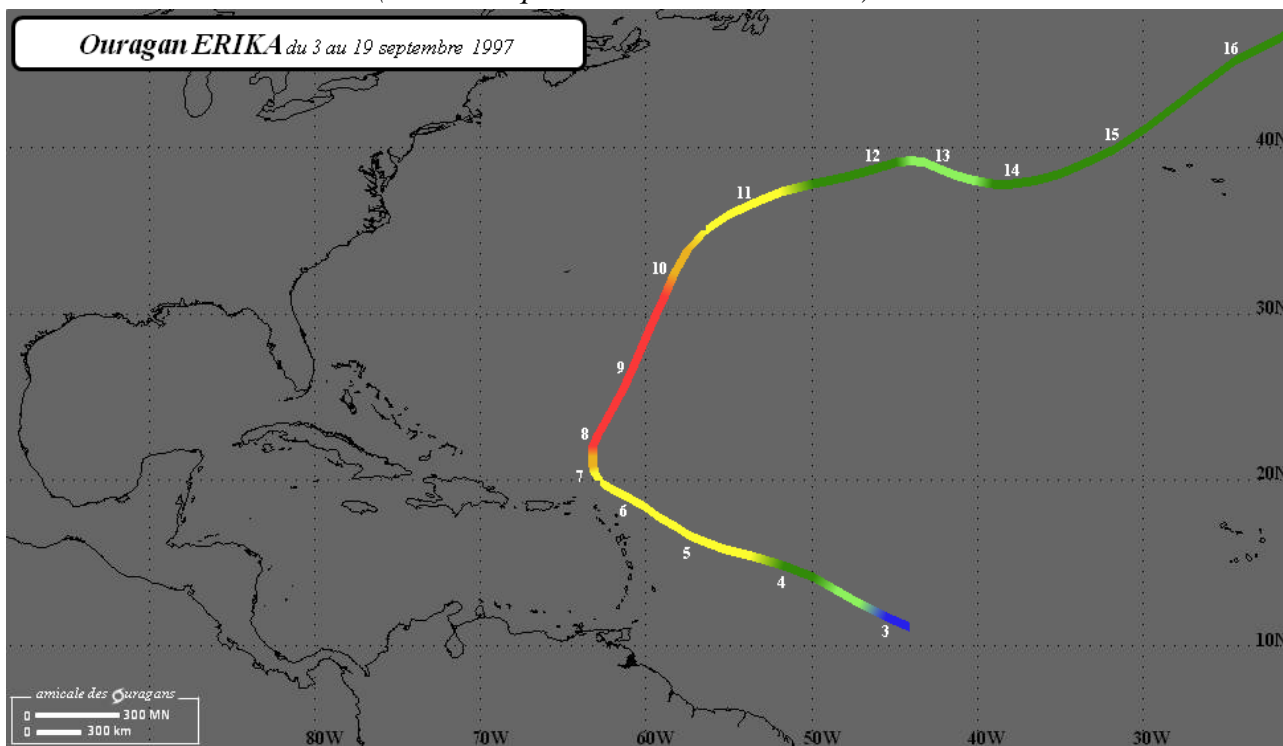 Ouragan ERIKA du 3 au 19 septembre 1997
16
15
40N
12
13
14
11
10
30N
9
8
7
20N
6
5
4
3
10N
amicale des Ouragans
0 300 MN
0 300 km
80W 70W 60W 50W 40W 30W